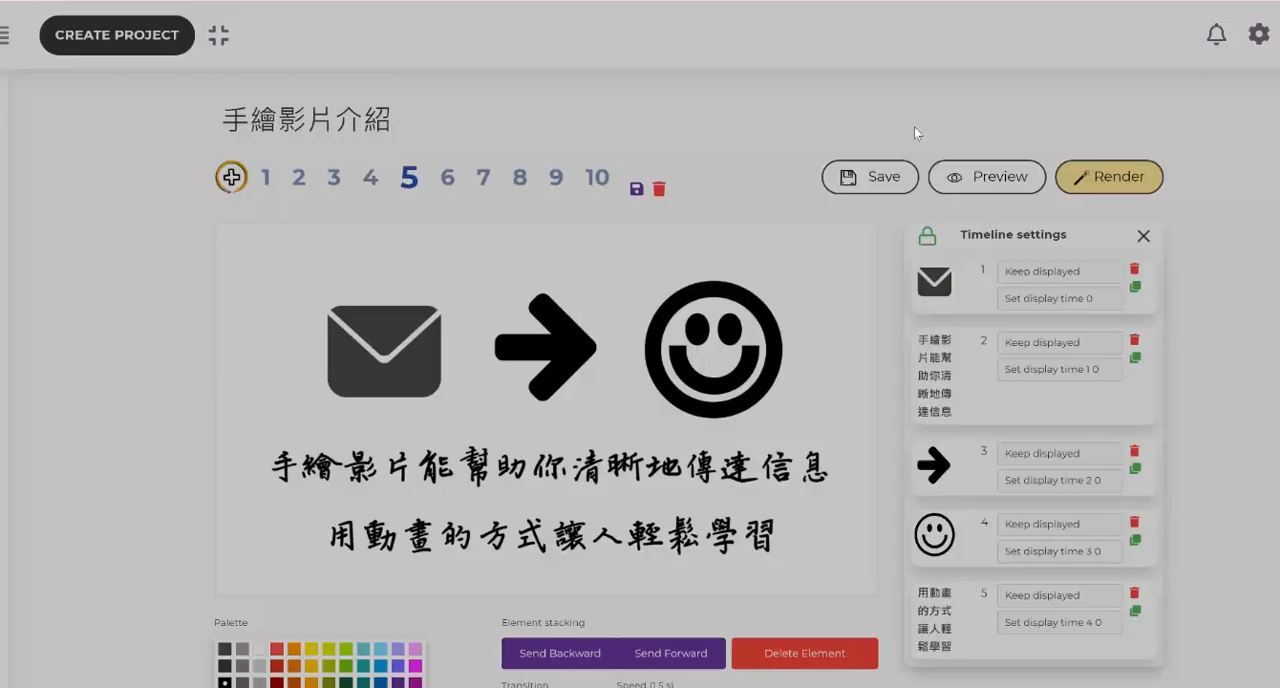 CREATE PROJECT
手繪影片介紹
1 2 3 4 5 6 7 8 9 10
Save
Preview
Render
手繪影片能幫助你清晰地傳達信息
用動畫的方式讓人輕鬆學習
Timeline settings
1
Keep displayed
Set display time 0
手繪影
片能幫
助你清
晰地傳
達信息
2
Keep displayed
Set display time 1 0
3
Keep displayed
Set display time 2 0
4
Keep displayed
Set display time 3 0
用動畫
的方式
讓人輕
鬆學習
5
Keep displayed
Set display time 4 0
Palette
Element stacking
Send Backward
Send Forward
Delete Element
Transition
Speed (1.5 s)